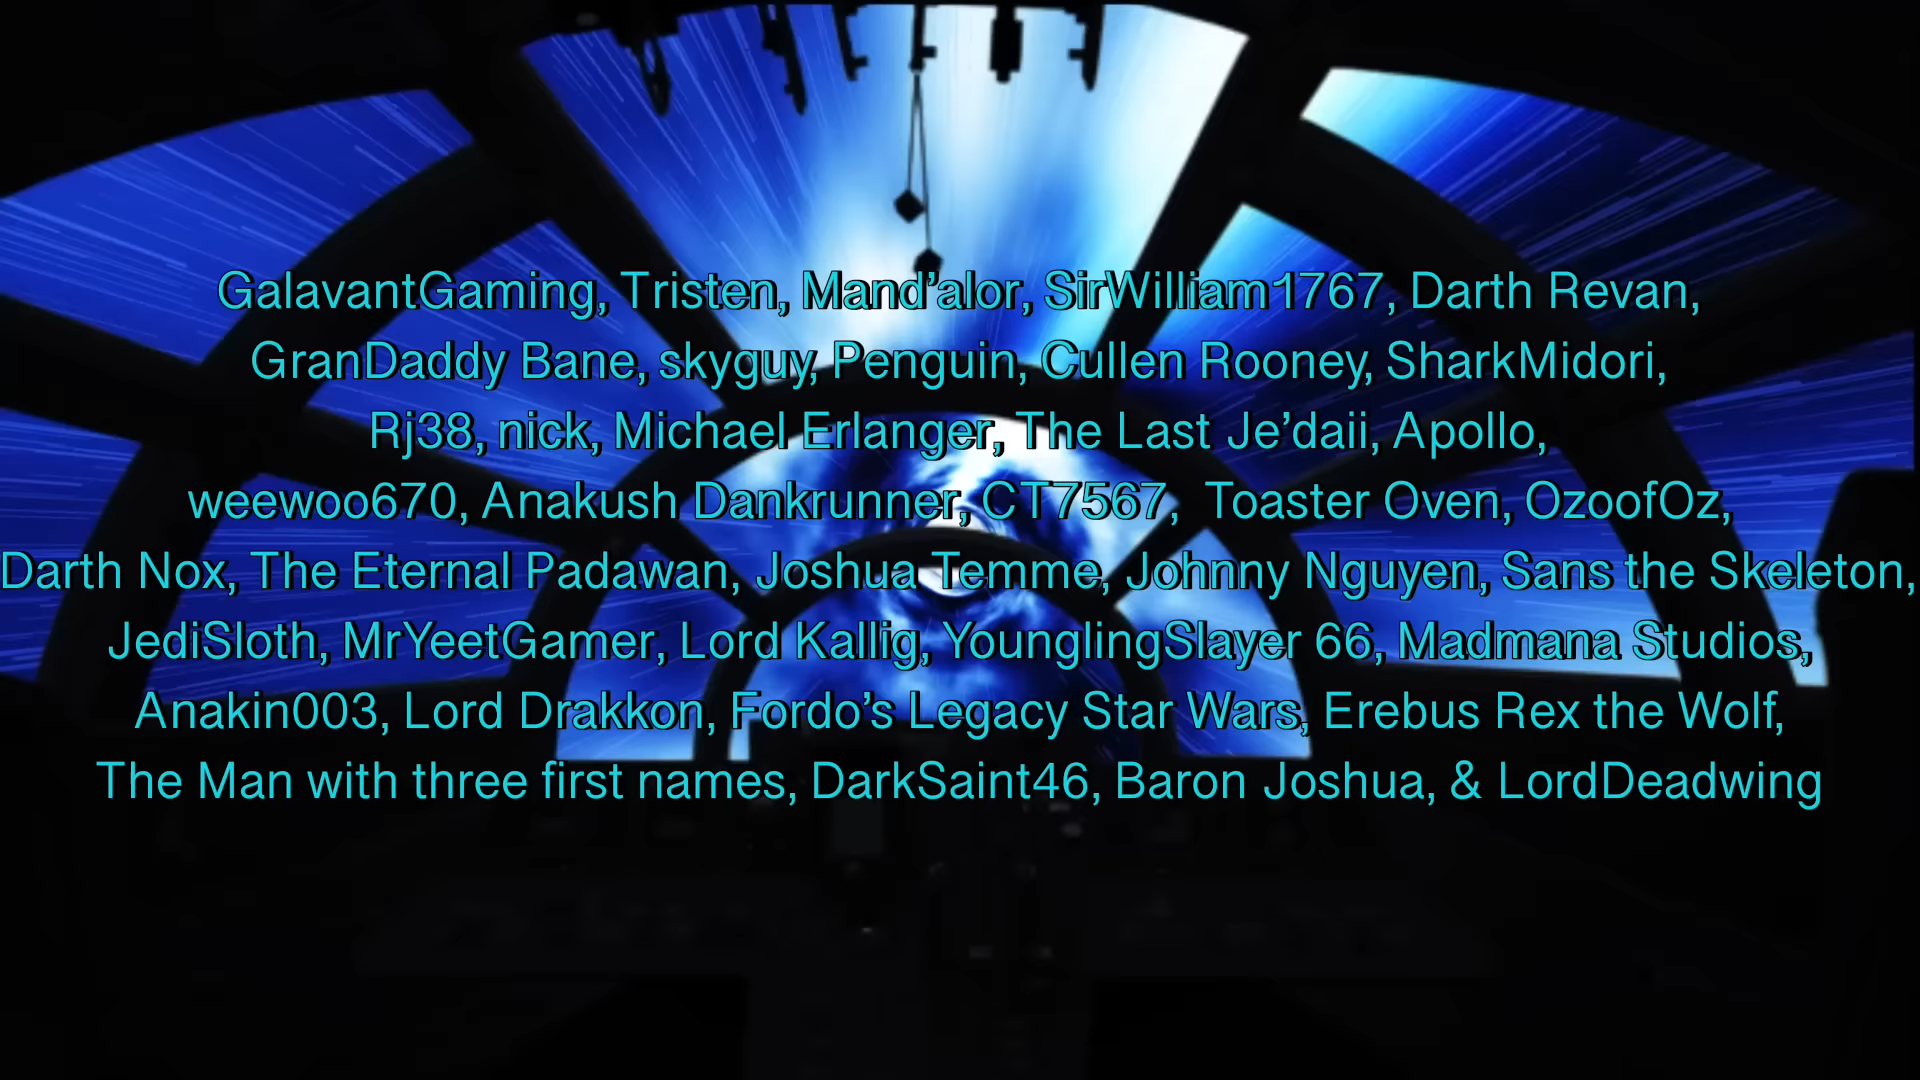 GalavantGaming, Tristen, Mand’alor, SirWilliam1767, Darth Revan,
GranDaddy Bane, skyguy, Penguin, Cullen Rooney, SharkMidori,
Rj38, nick, Michael Erlanger, The Last Je’daii, Apollo,
weewoo670, Anakush Dankrunner, CT7567, Toaster Oven, OzoofOz,
Darth Nox, The Eternal Padawan, Joshua Temme, Johnny Nguyen, Sans the Skeleton,
JediSloth, MrYeetGamer, Lord Kallig, YounglingSlayer 66, Madmana Studios,
Anakin003, Lord Drakkon, Fordo’s Legacy Star Wars, Erebus Rex the Wolf,
The Man with three first names, DarkSaint46, Baron Joshua, & LordDeadwing